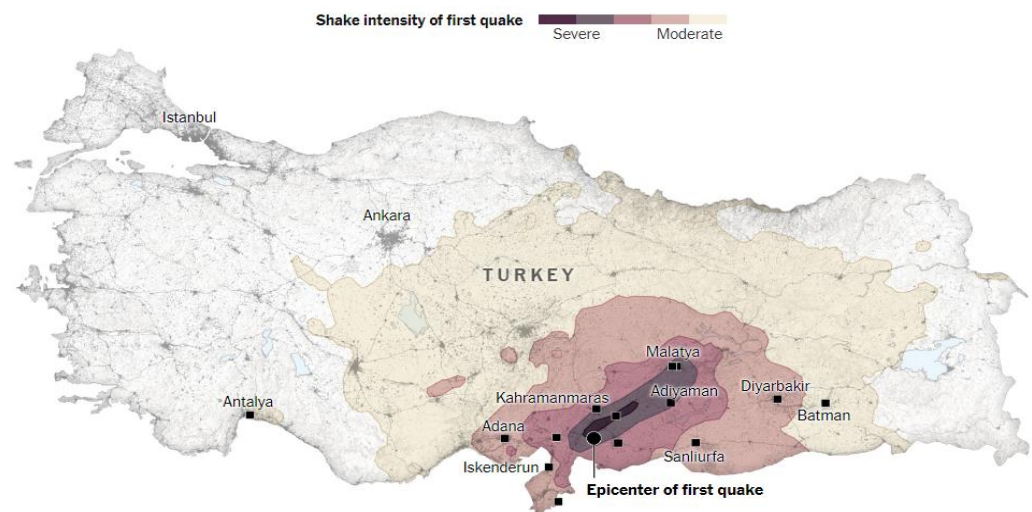 Shake intensity of first quake
Severe
Moderate
Istanbul
Ankara
TURKEY
Malatya
Diyarbakir
Kahramanmaras
Adiyaman
Antalya
Batman
Adana
Sanliurfa
Iskenderun
Epicenter of first quake